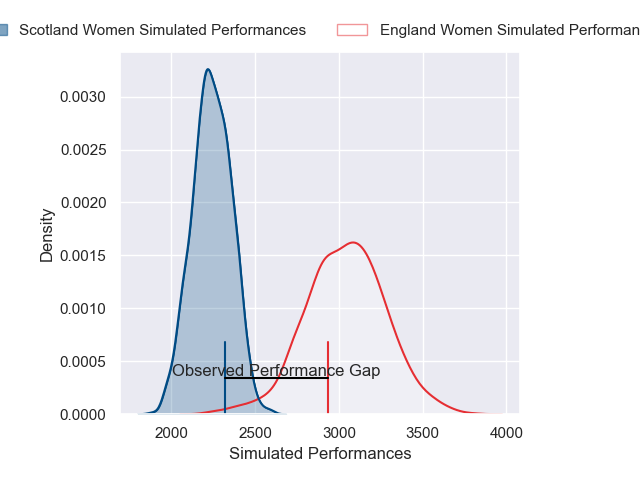 Scotland Women Simulated Performances
England Women Simulated
0.0030
0.0025
0.0020
0.0015
0.0010
0.0005
0.0000
Density
Observed Performance Gap
2000 2500 3000 3500 4000
Simulated Performances